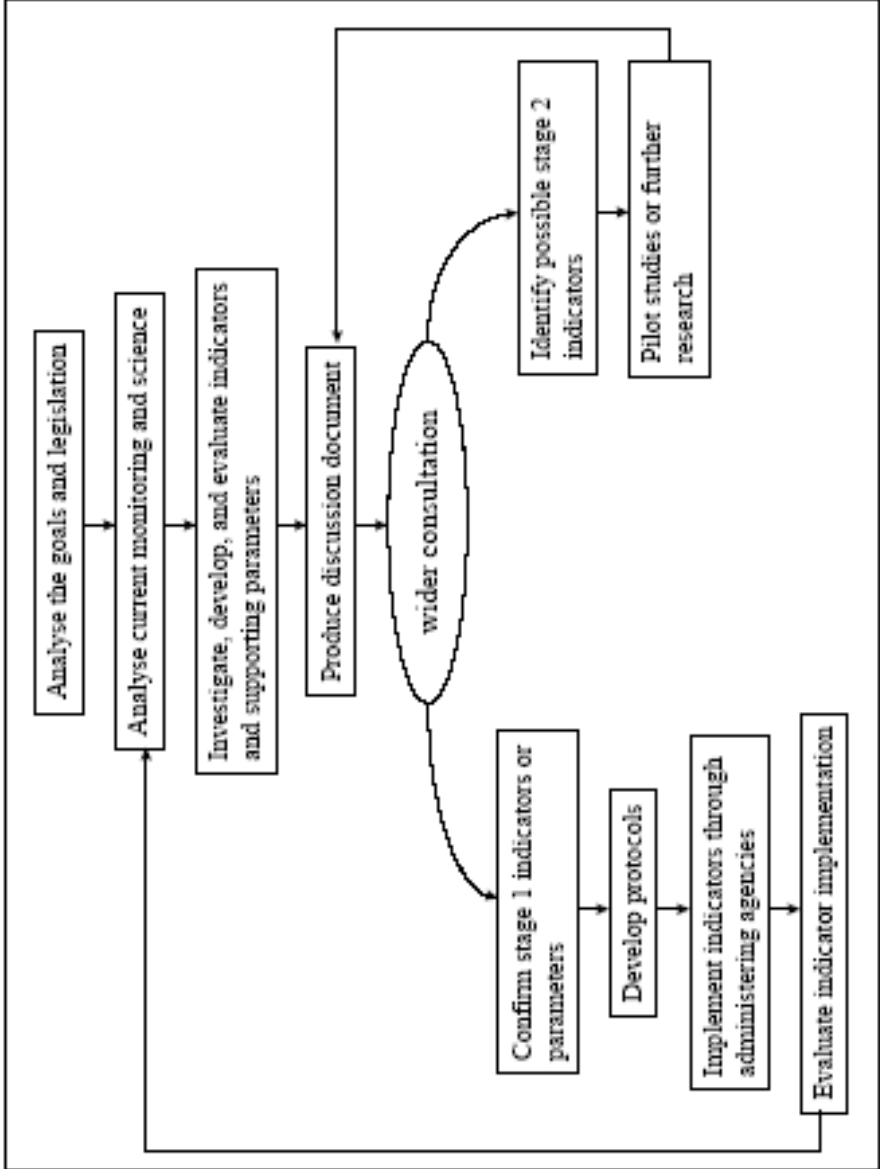 Analyse the goals and legislation
Analyse current monitoring and science
Investigate, develop, and evaluate indicators
and supporting parameters
Produce discussion document
wider consultation
Confirm stage 1 indicators or
parameters
Develop protocols
Implement indicators through
administering agencies
Evaluate indicator implementation
Identify possible stage 2
indicators
Pilot studies or further
research